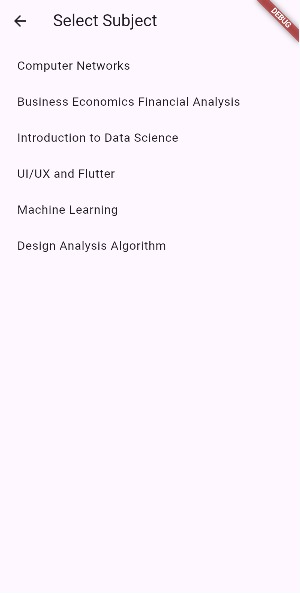 Select Subject
DEBUG
Computer Networks
Business Economics Financial Analysis
Introduction to Data Science
UI/UX and Flutter
Machine Learning
Design Analysis Algorithm